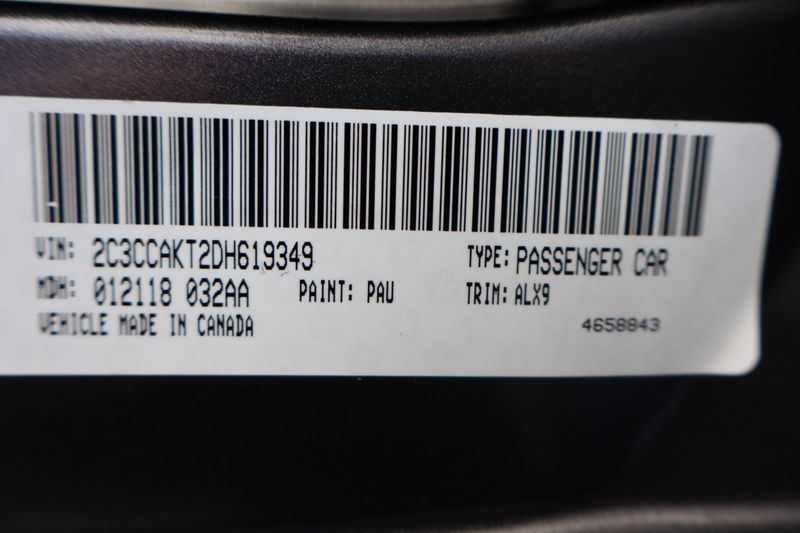 VIN: 2C3CCAKT2DH619349 TYPE: PASSENGER CAR
MDH: 012118 032AA PAINT: PAU TRIM: ALX9
VEHICLE MADE IN CANADA 4658843